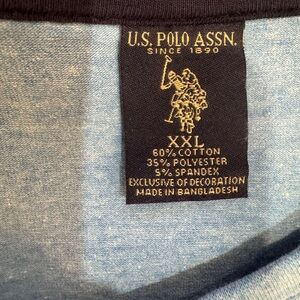 U.S. POLO ASSN.
SINCE 1890
XXL
60% COTTON
35% POLYESTER
5% SPANDEX
EXCLUSIVE OF DECORATION
MADE IN BANGLADESH